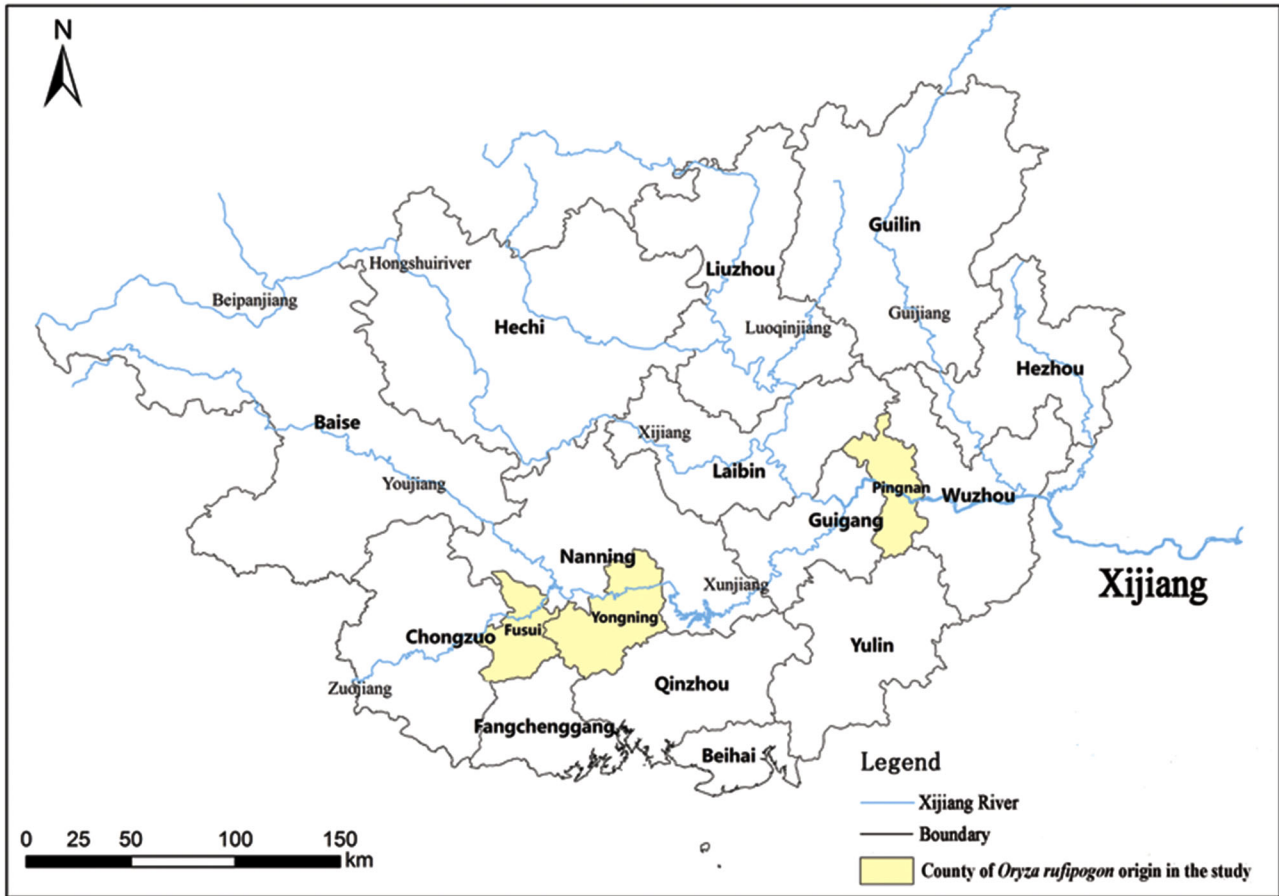 N
Guilin
Hongshuiriver
Liuzhou
Beipanjiang
Guijiang
Luoqinjiang
Hechi
Hezhou
Baise
Xijiang
Laibin
Youjiang
Pingnan
Wuzhou
Guigang
Nanning
Xunjiang
Xijiang
Yongning
Fusui
Chongzuo
Yulin
Zuojiang
Qinzhou
Fangchenggang
Beihai
Legend
Xijiang River
Boundary
County of Oryza rufipogon origin in the study
0 25 50 100 150
km